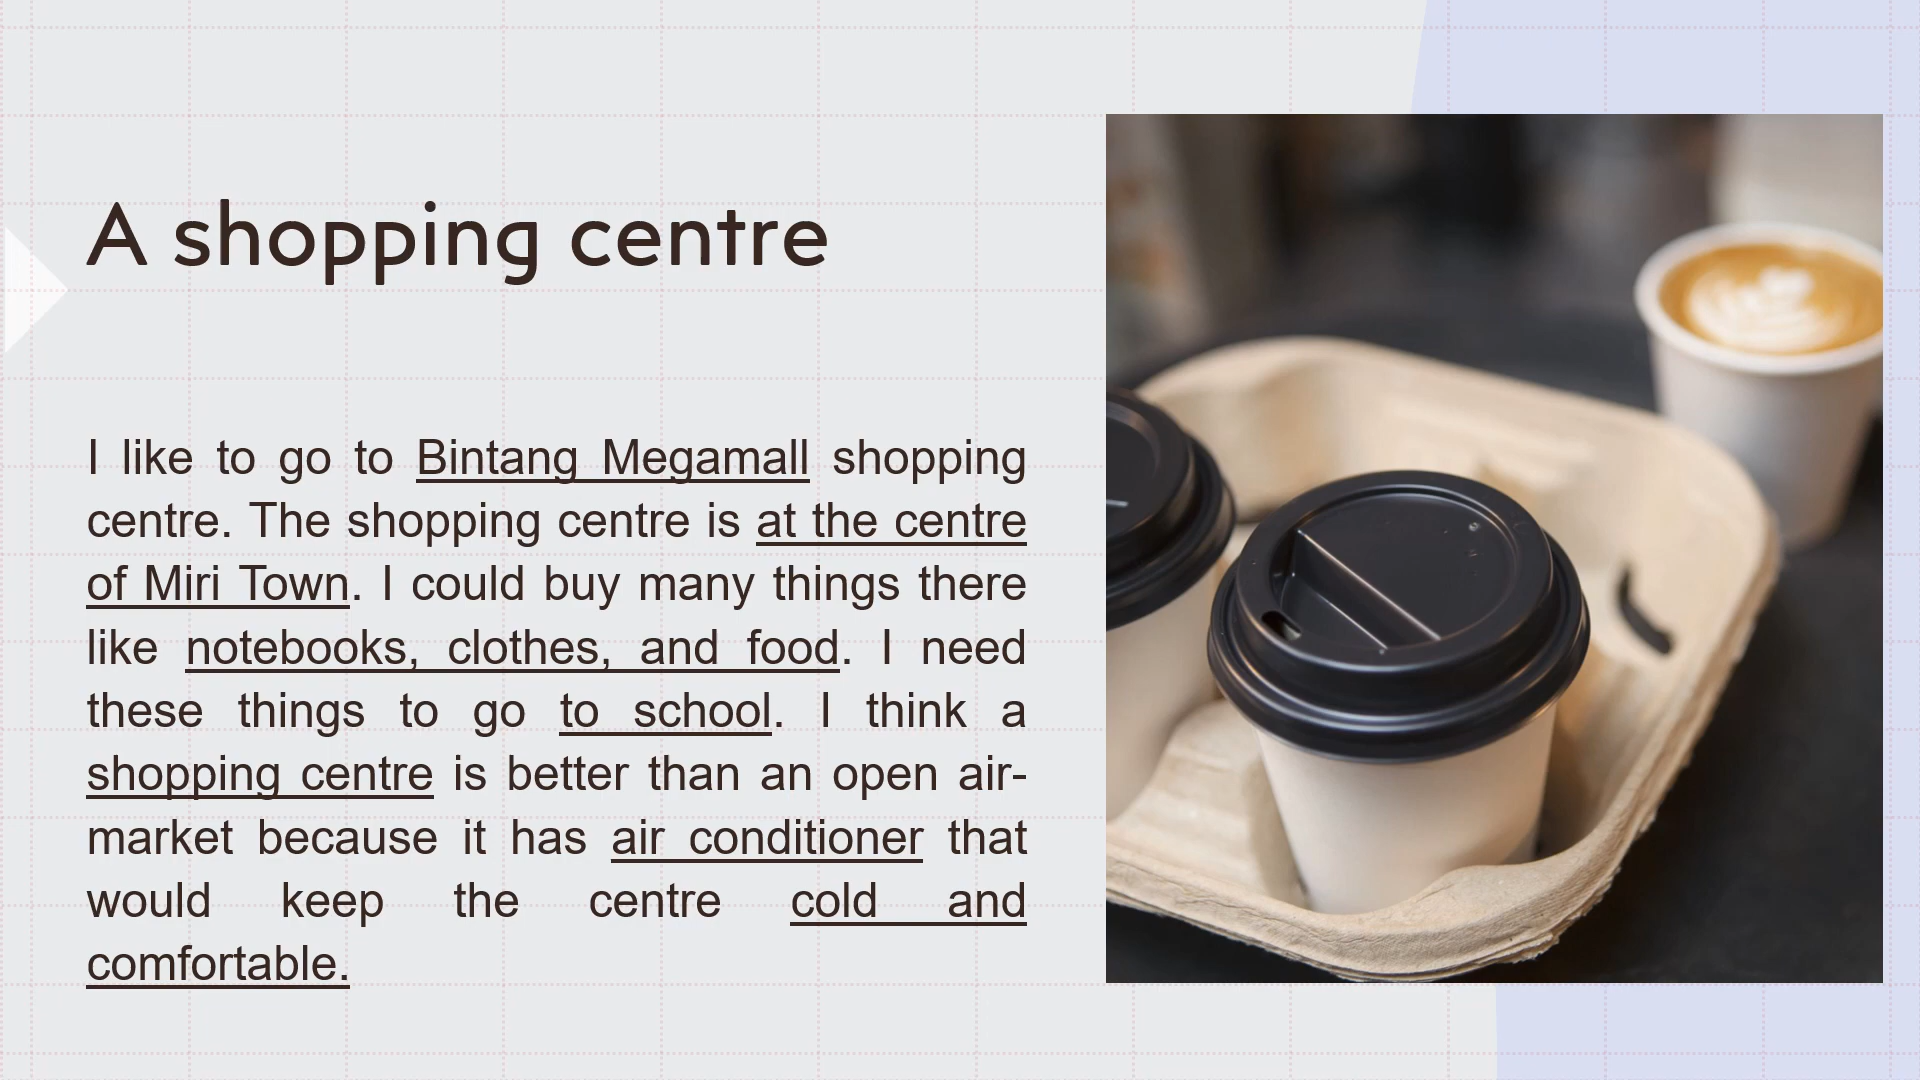 A shopping centre
I like to go to Bintang Megamall shopping
centre. The shopping centre is at the centre
of Miri Town. I could buy many things there
like notebooks, clothes, and food. I need
these things to go to school. I think a
shopping centre is better than an open air-
market because it has air conditioner that
would keep the centre cold and
comfortable.